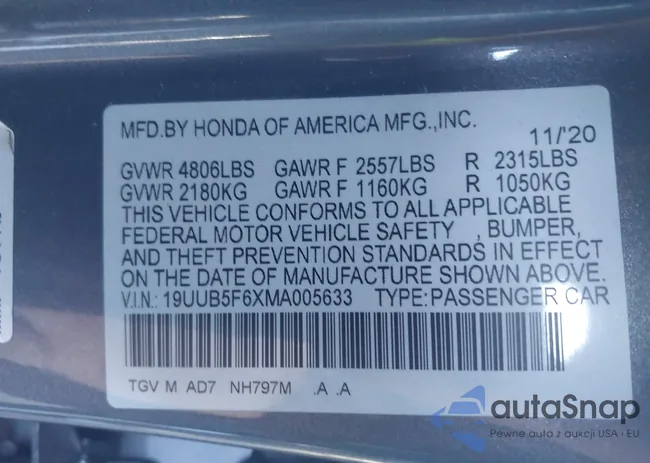 MFD.BY HONDA OF AMERICA MFG.,INC.
11/'20
GVWR 4806LBS GAWR F 2557LBS R 2315LBS
GVWR 2180KG GAWR F 1160KG R 1050KG
THIS VEHICLE CONFORMS TO ALL APPLICABLE
FEDERAL MOTOR VEHICLE SAFETY , BUMPER,
AND THEFT PREVENTION STANDARDS IN EFFECT
ON THE DATE OF MANUFACTURE SHOWN ABOVE.
V.I.N.: 19UUB5F6XMA005633 TYPE:PASSENGER CAR
TGV M AD7 NH797M .A .A
autaSnap
Pewne auta z aukcji USA · EU